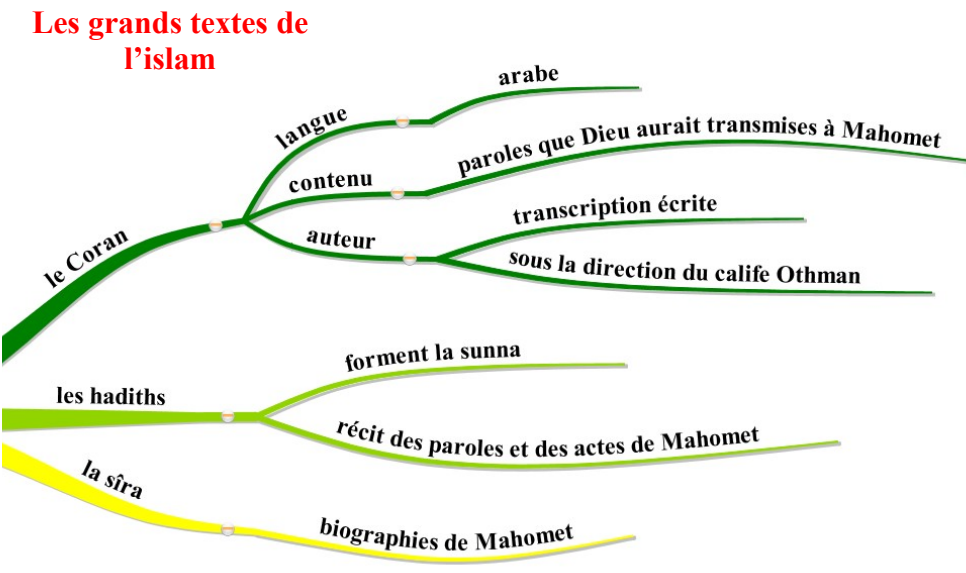 Les grands textes de
l’islam
arabe
langue
paroles que Dieu aurait transmises à Mahomet
contenu
transcription écrite
auteur
sous la direction du calife Othman
le Coran
forment la sunna
les hadiths
récit des paroles et des actes de Mahomet
la sîra
biographies de Mahomet